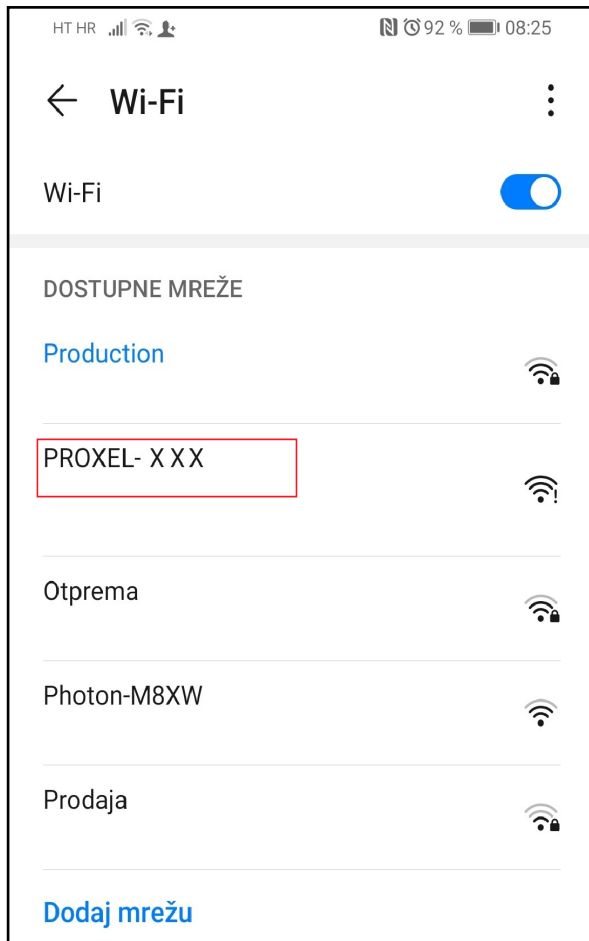 HT HR 92 % 08:25
Wi-Fi
Wi-Fi
DOSTUPNE MREŽE
Production
PROXEL- X X X
Otprema
Photon-M8XW
Prodaja
Dodaj mrežu